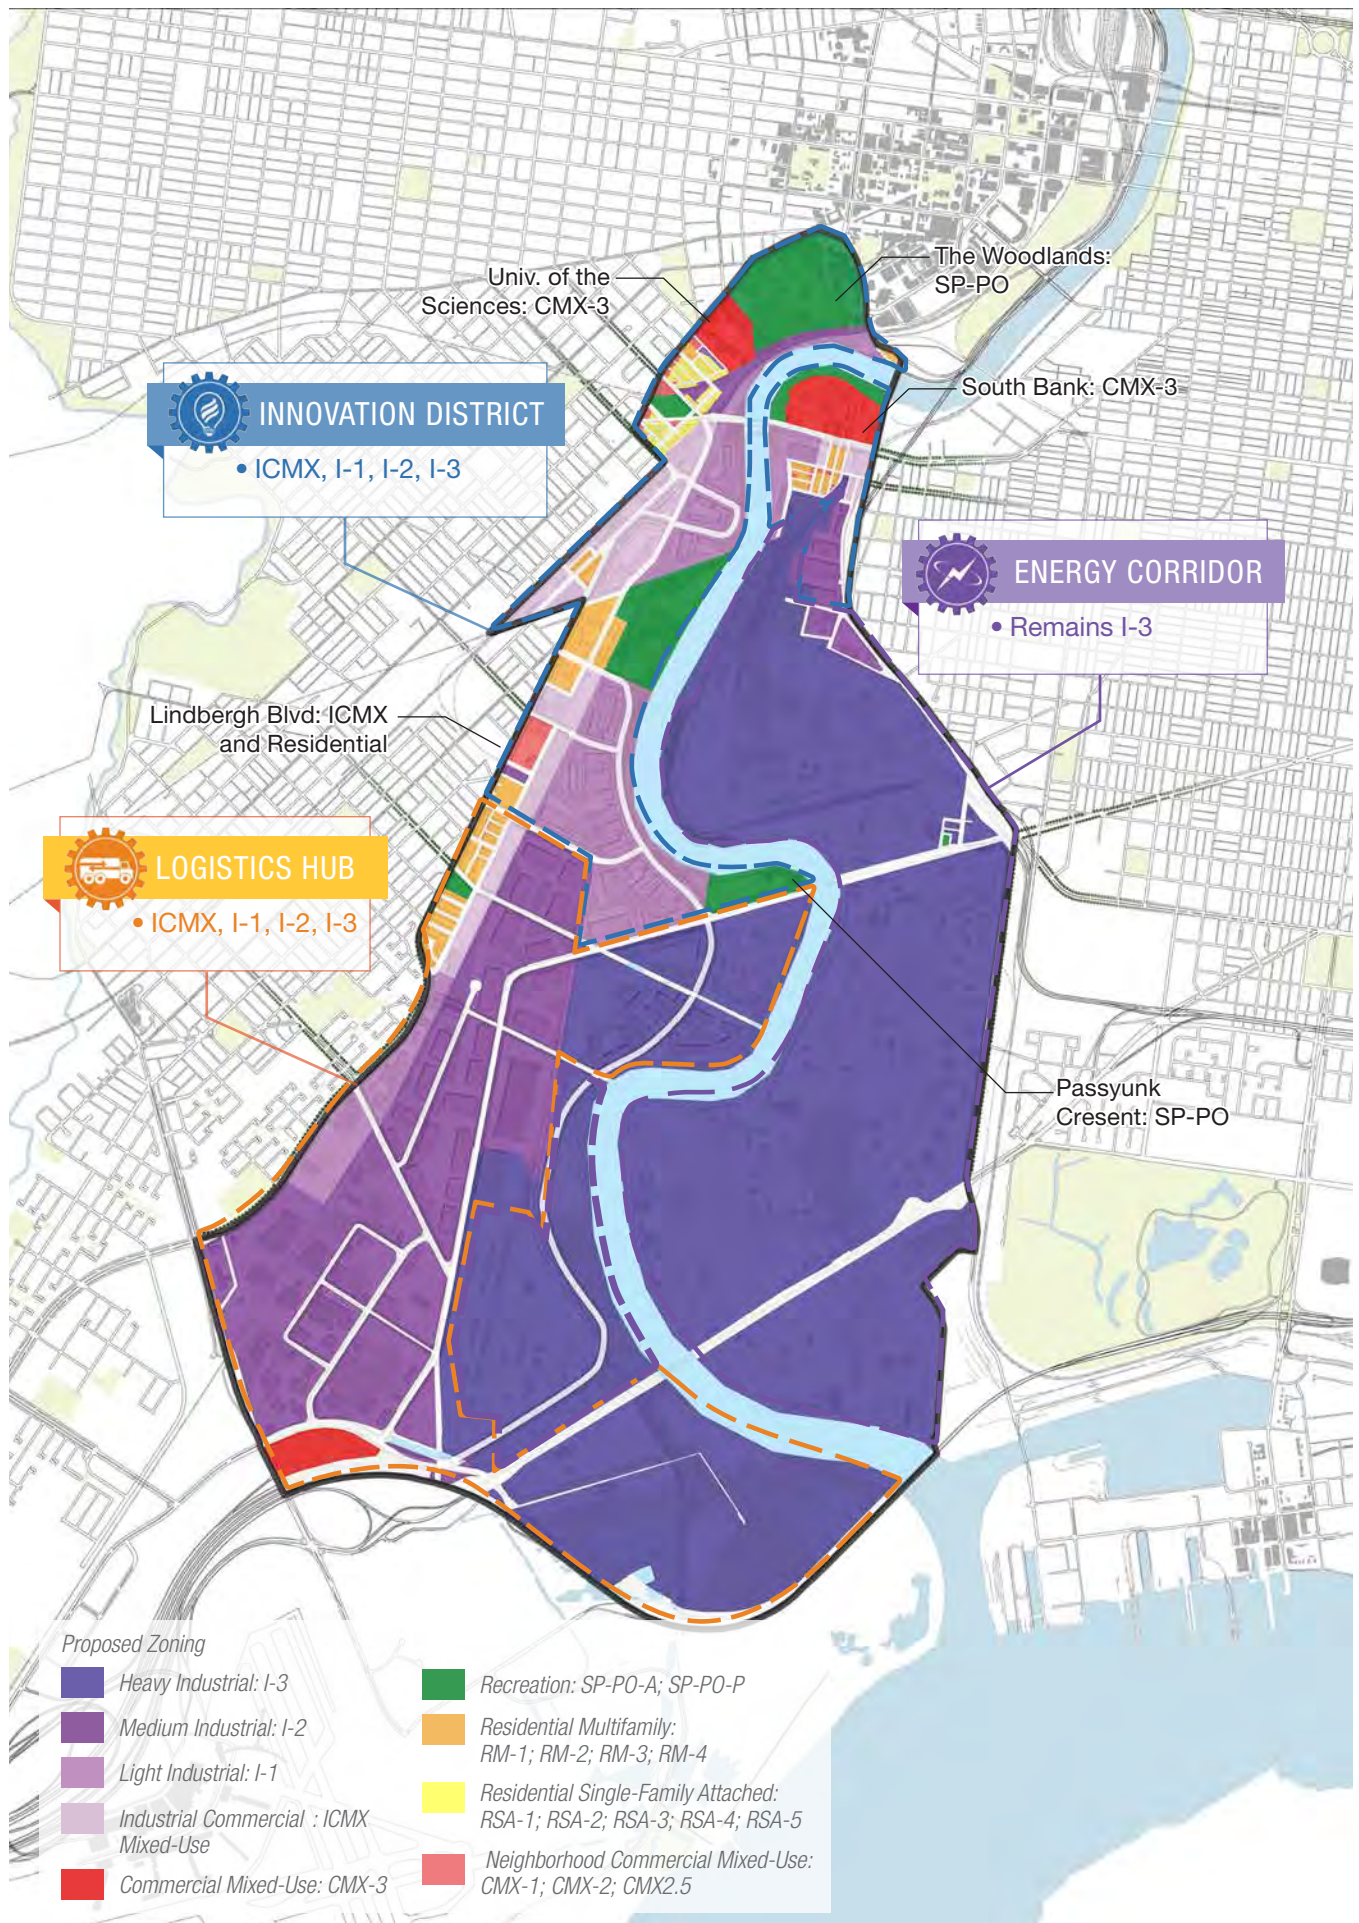 The Woodlands:
SP-PO
Univ. of the
Sciences: CMX-3
South Bank: CMX-3
INNOVATION DISTRICT
• ICMX, I-1, I-2, I-3
ENERGY CORRIDOR
• Remains I-3
Lindbergh Blvd: ICMX
and Residential
LOGISTICS HUB
• ICMX, I-1, I-2, I-3
Passyunk
Cresent: SP-PO
Proposed Zoning
Heavy Industrial: I-3
Medium Industrial: I-2
Light Industrial: I-1
Industrial Commercial : ICMX
Mixed-Use
Commercial Mixed-Use: CMX-3
Recreation: SP-PO-A; SP-PO-P
Residential Multifamily:
RM-1; RM-2; RM-3; RM-4
Residential Single-Family Attached:
RSA-1; RSA-2; RSA-3; RSA-4; RSA-5
Neighborhood Commercial Mixed-Use:
CMX-1; CMX-2; CMX2.5